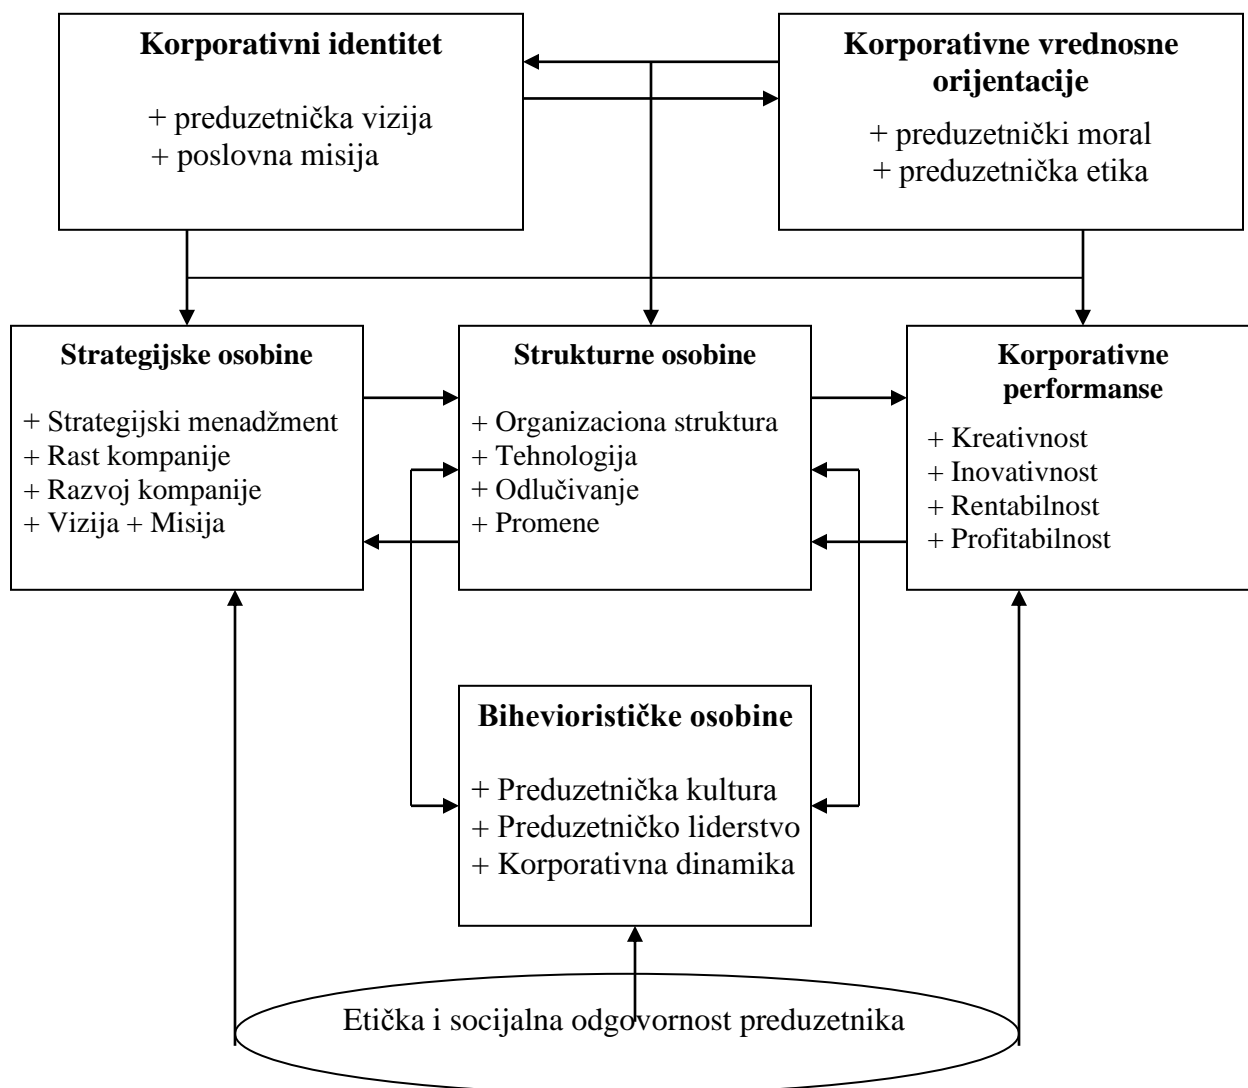 Korporativni identitet
+ preduzetnička vizija
+ poslovna misija
Korporativne vrednosne
orijentacije
+ preduzetnički moral
+ preduzetnička etika
Strategijske osobine
+ Strategijski menadžment
+ Rast kompanije
+ Razvoj kompanije
+ Vizija + Misija
Strukturne osobine
+ Organizaciona struktura
+ Tehnologija
+ Odlučivanje
+ Promene
Korporativne
performanse
+ Kreativnost
+ Inovativnost
+ Rentabilnost
+ Profitabilnost
Biheviorističke osobine
+ Preduzetnička kultura
+ Preduzetničko liderstvo
+ Korporativna dinamika
Etička i socijalna odgovornost preduzetnika